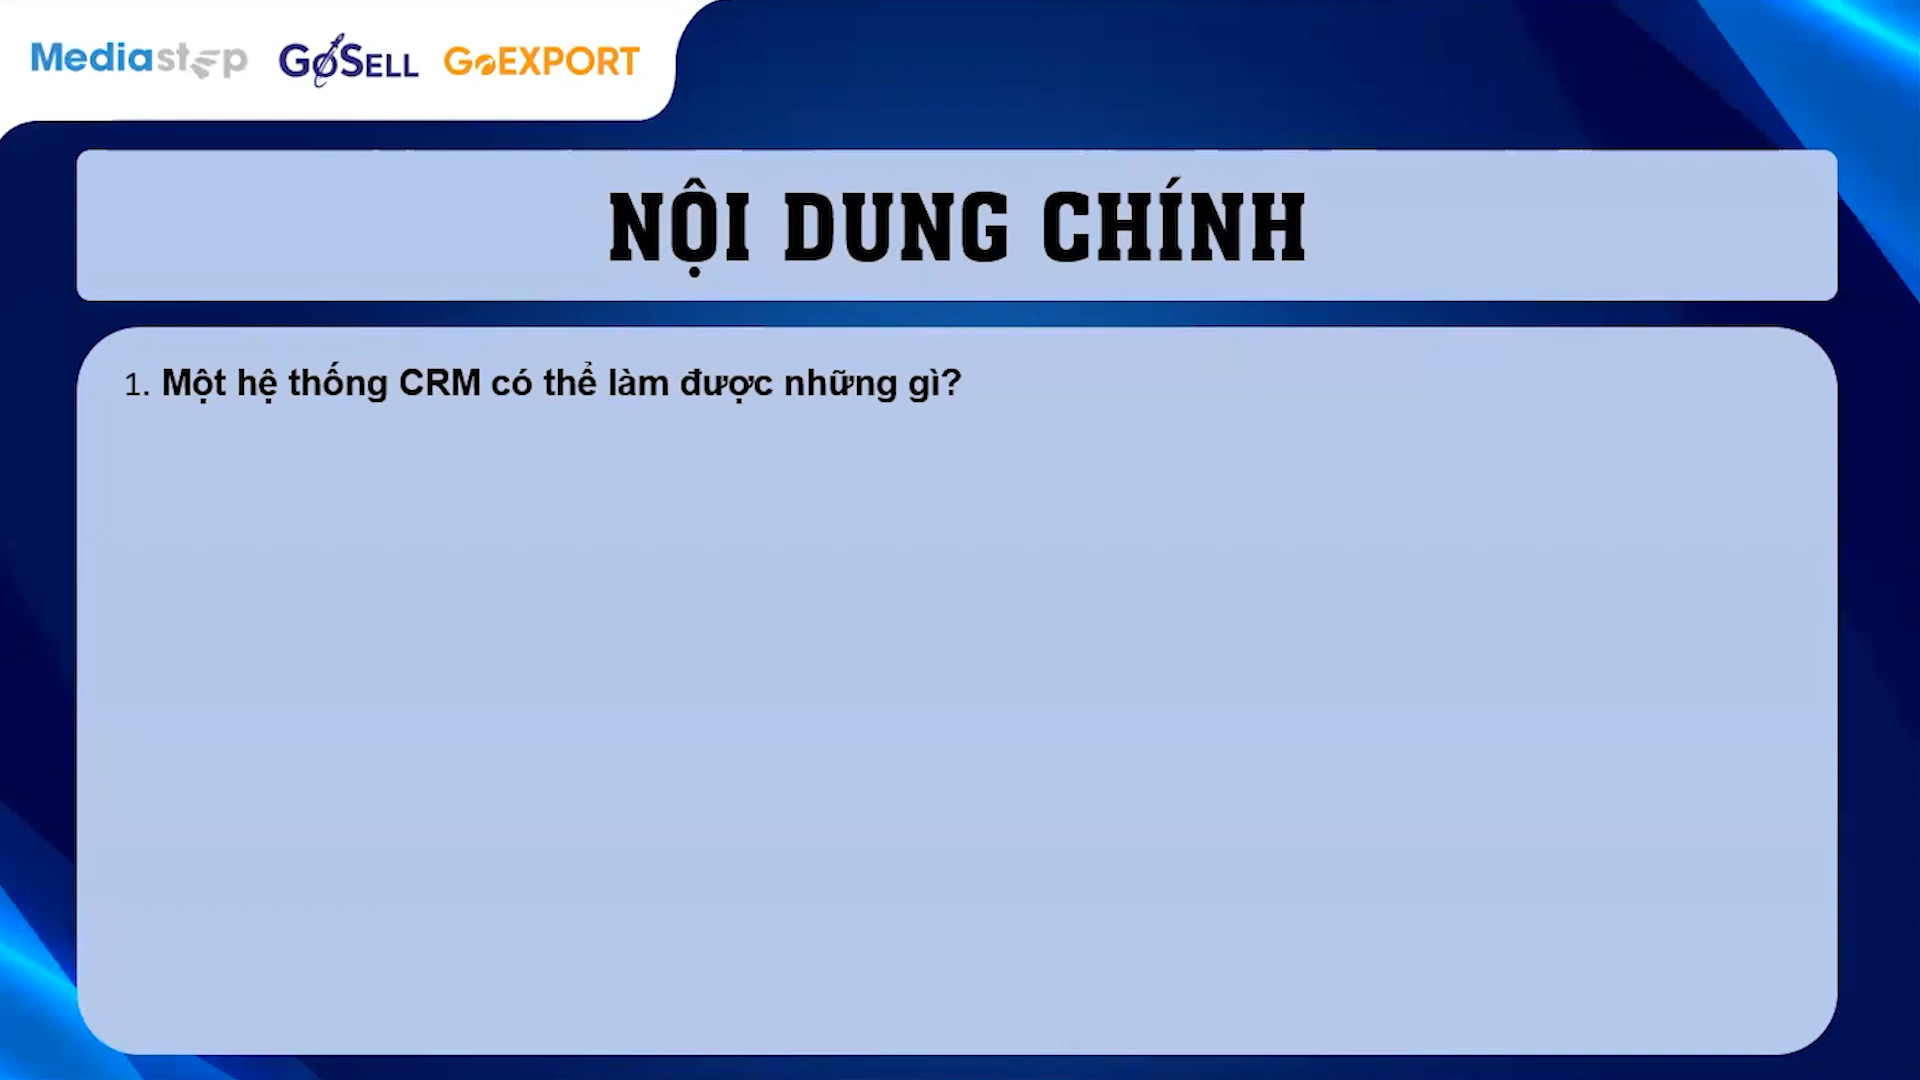 Mediastep GoSELL GoEXPORT
NỘI DUNG CHÍNH
1. Một hệ thống CRM có thể làm được những gì?